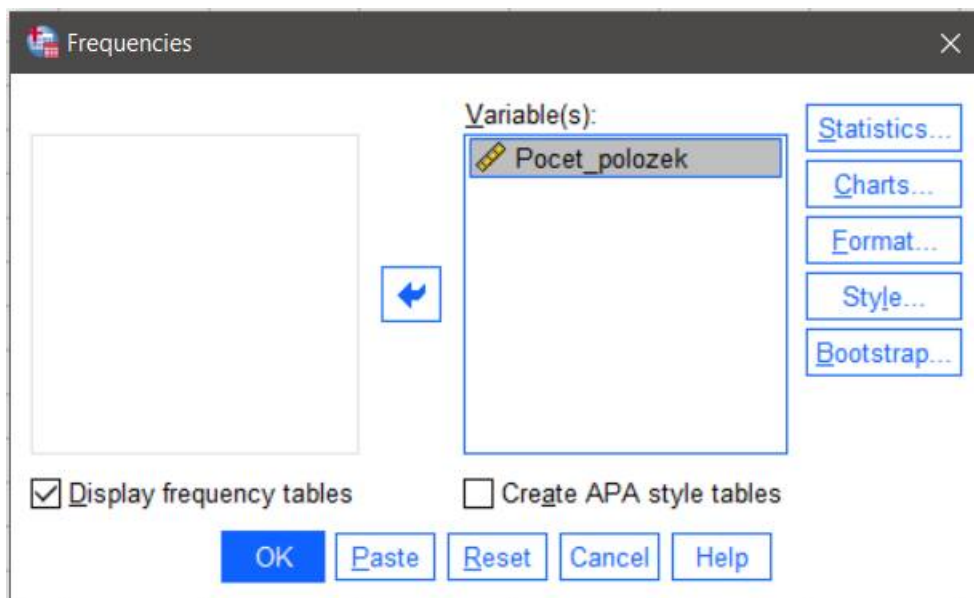 Frequencies
Variable(s):
Pocet_polozek
Statistics...
Charts...
Format...
Style...
Bootstrap...
Display frequency tables
Create APA style tables
OK Paste Reset Cancel Help